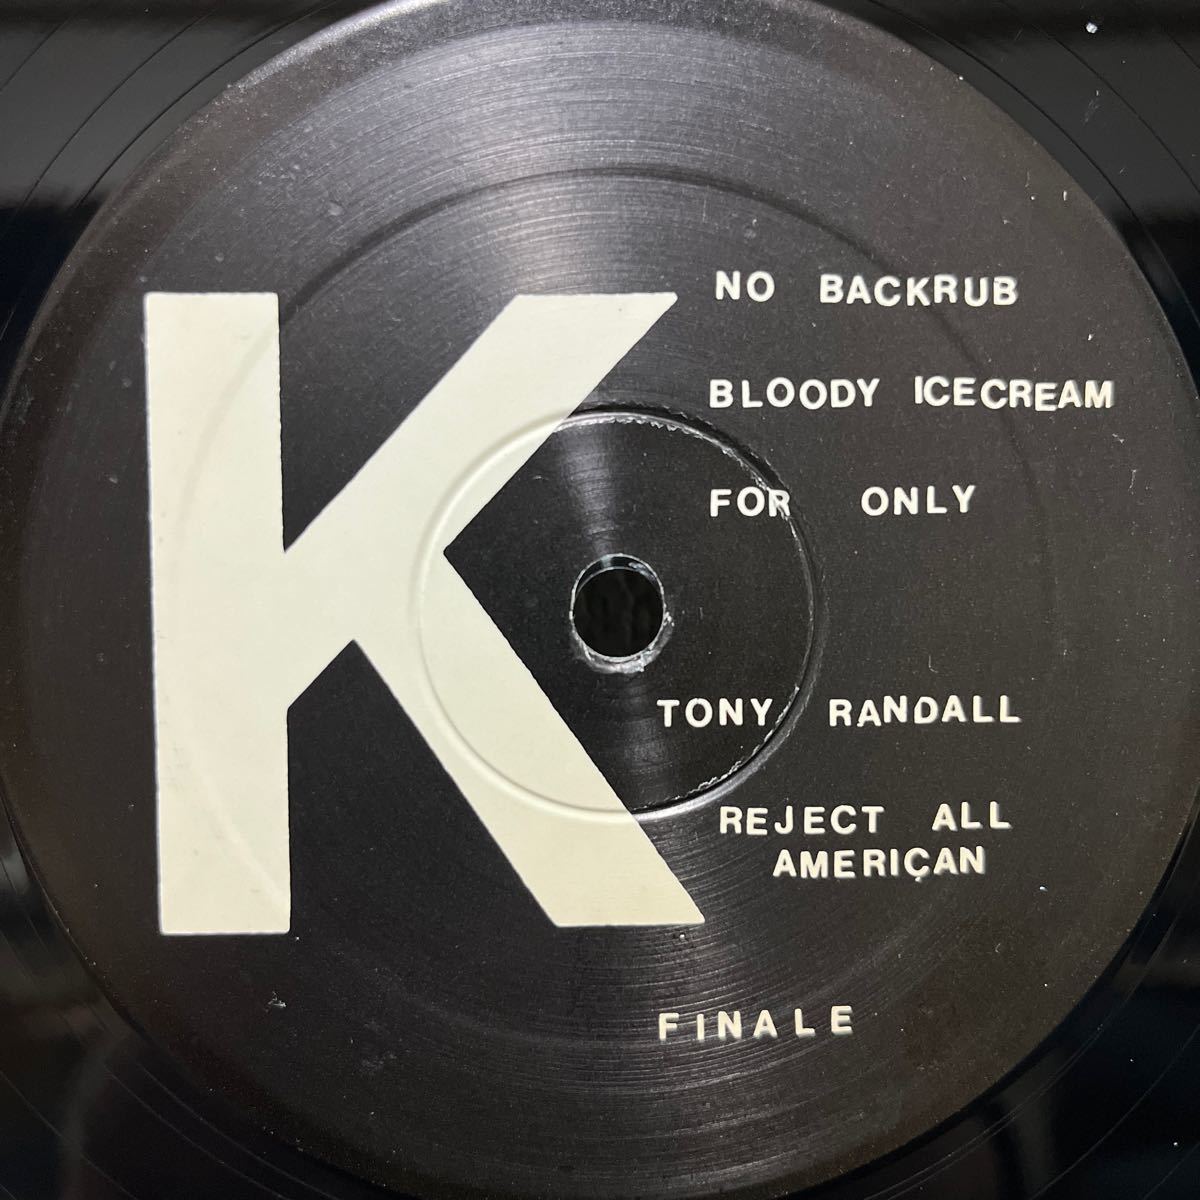 K
NO BACKRUB
BLOODY ICECREAM
FOR ONLY
TONY RANDALL
REJECT ALL
AMERICAN
FINALE